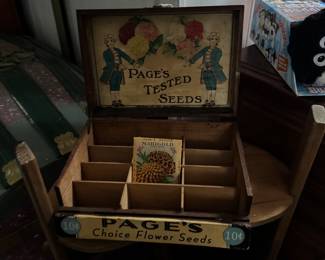 PAGE'S
TESTED
SEEDS
MARIGOLD
PAGE'S
10¢
Choice Flower Seeds
10¢